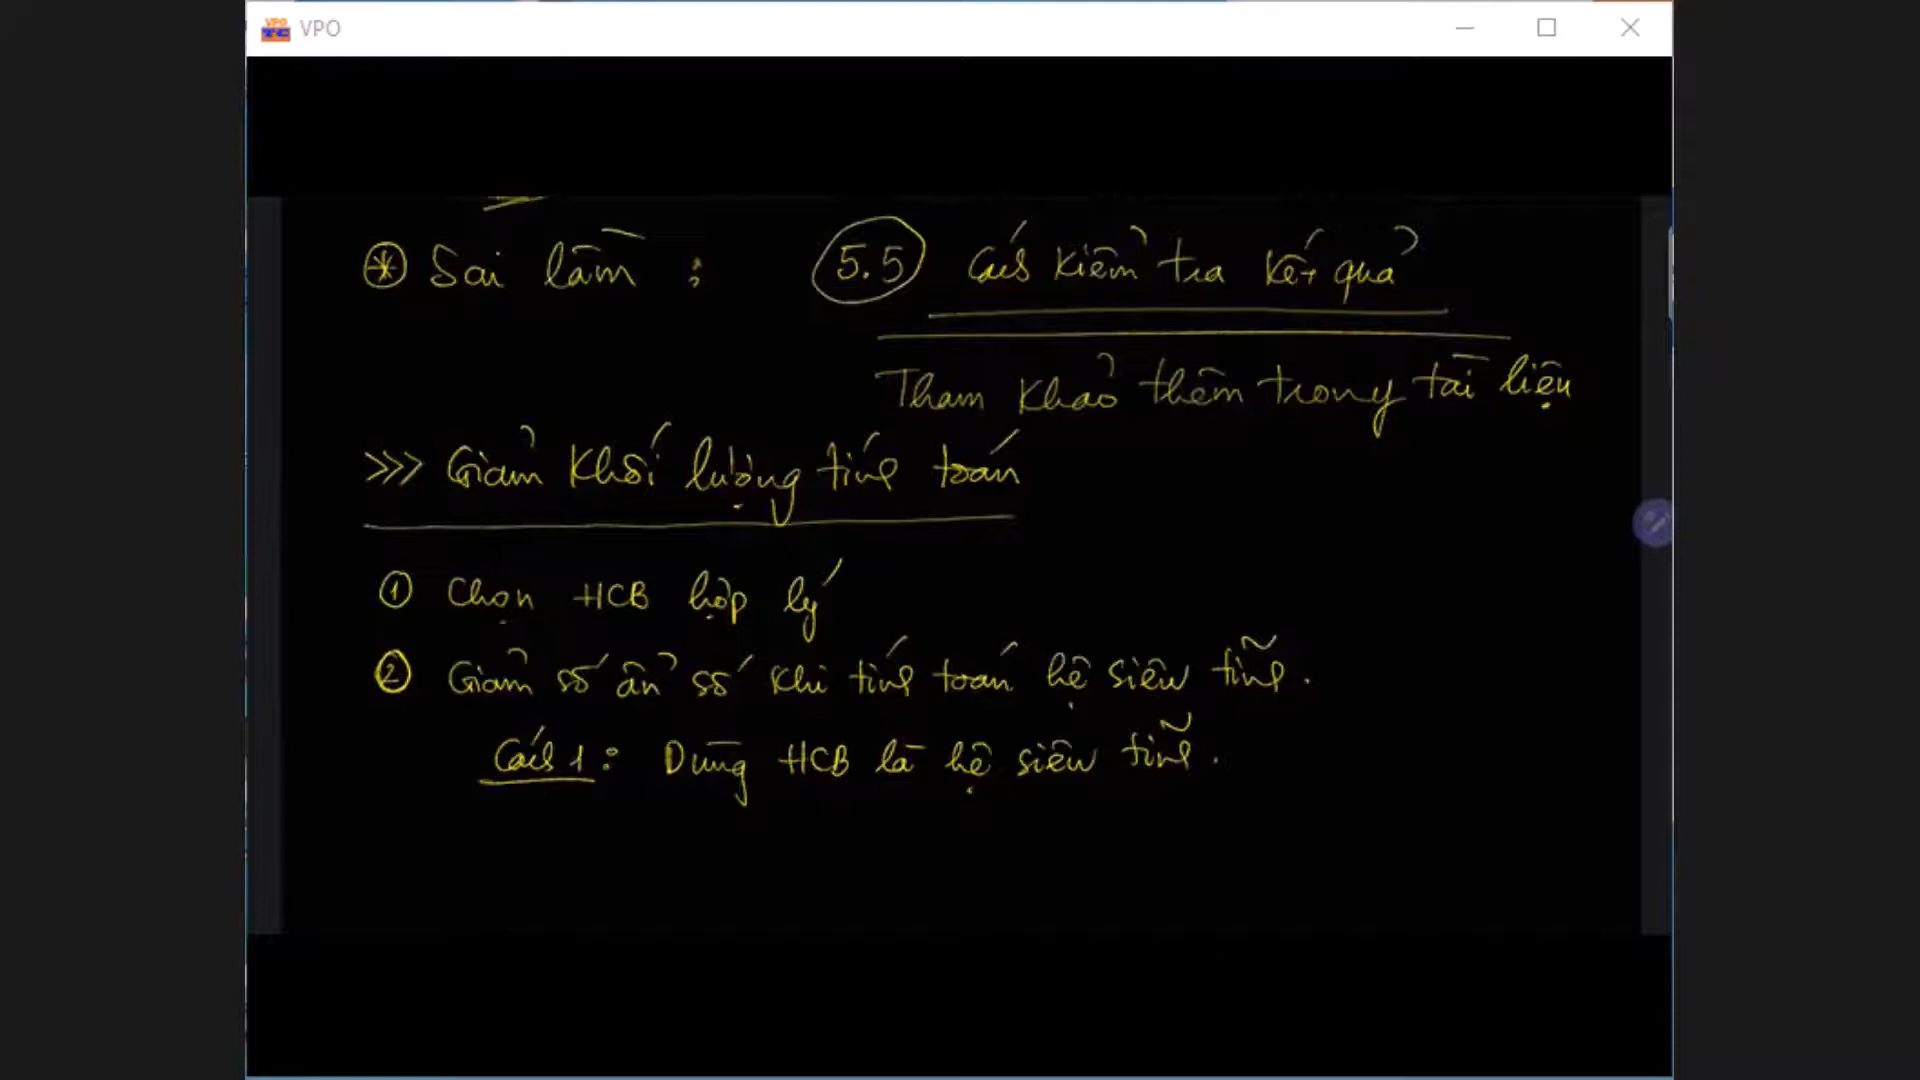 VPO
VPO
TC
* Sai lầm : 5.5 Cách kiểm tra kết quả
Tham khảo thêm trong tài liệu
>>> Giảm khối lượng tính toán
① Chọn HCB hợp lý
② Giảm số ẩn số khi tính toán hệ siêu tĩnh.
Cách 1: Dùng HCB là hệ siêu tĩnh.